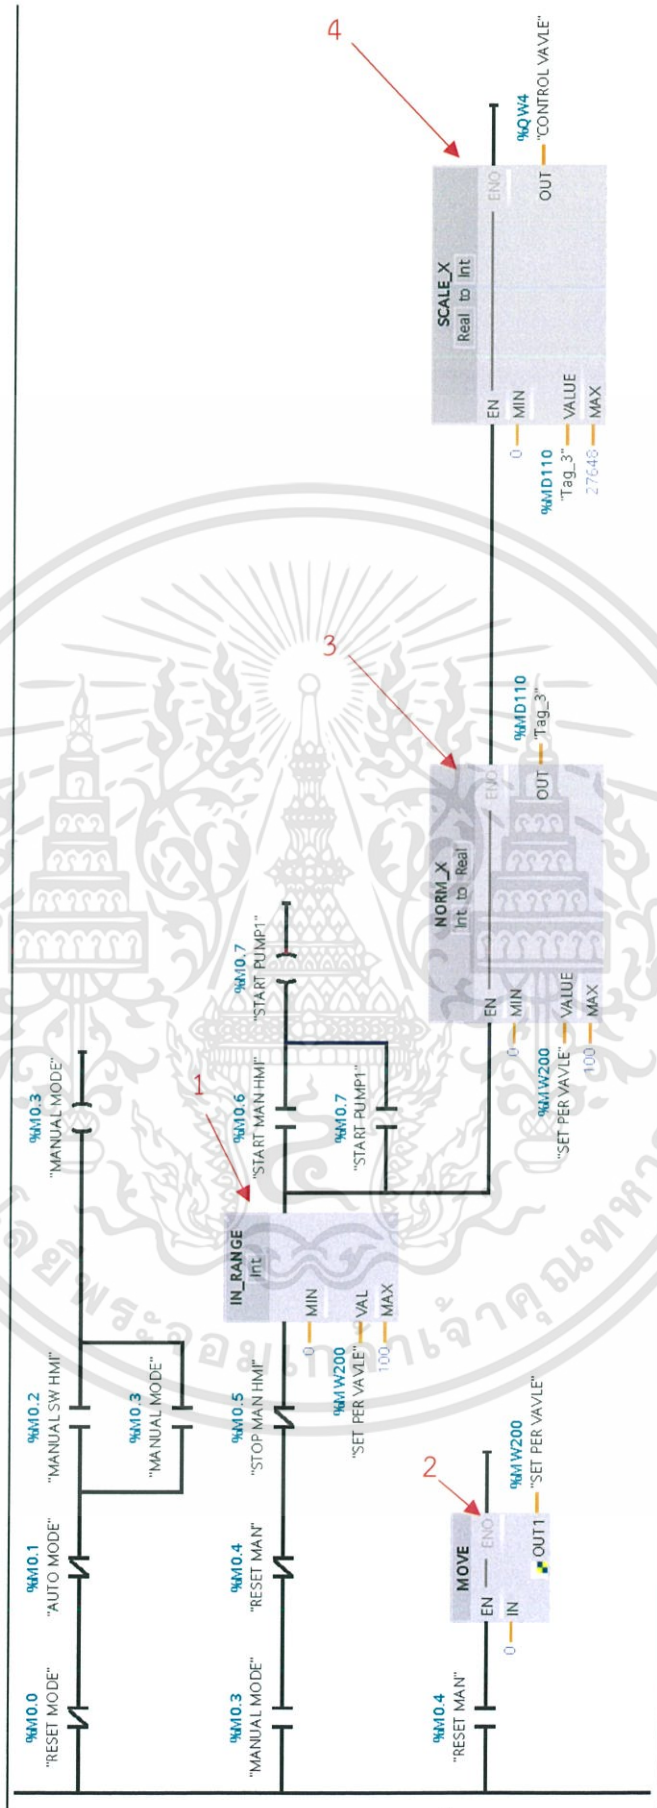 %M0.0
"RESET MODE"
%M0.1
"AUTO MODE"
%M0.2
"MANUAL SW HMI"
%M0.3
"MANUAL MODE"
%M0.3
"MANUAL MODE"
%M0.3
"MANUAL MODE"
%M0.4
"RESET MAN"
%M0.5
"STOP MAN HMI"
1
IN_RANGE
Int
0 MIN
%MW200
"SET PER VAVLE" VAL
100 MAX
%M0.6
"START MAN HMI"
%M0.7
"START PUMP1"
%M0.7
"START PUMP1"
%M0.4
"RESET MAN"
2
MOVE
EN ENO
0 IN
OUT1
%MW200
"SET PER VAVLE"
3
NORM_X
Int to Real
EN ENO
0 MIN
%MW200
"SET PER VAVLE" VALUE
100 MAX
OUT
%MD110
"Tag_3"
4
SCALE_X
Real to Int
EN ENO
0 MIN
%MD110
"Tag_3" VALUE
27648 MAX
OUT
%QW4
"CONTROL VAVLE"